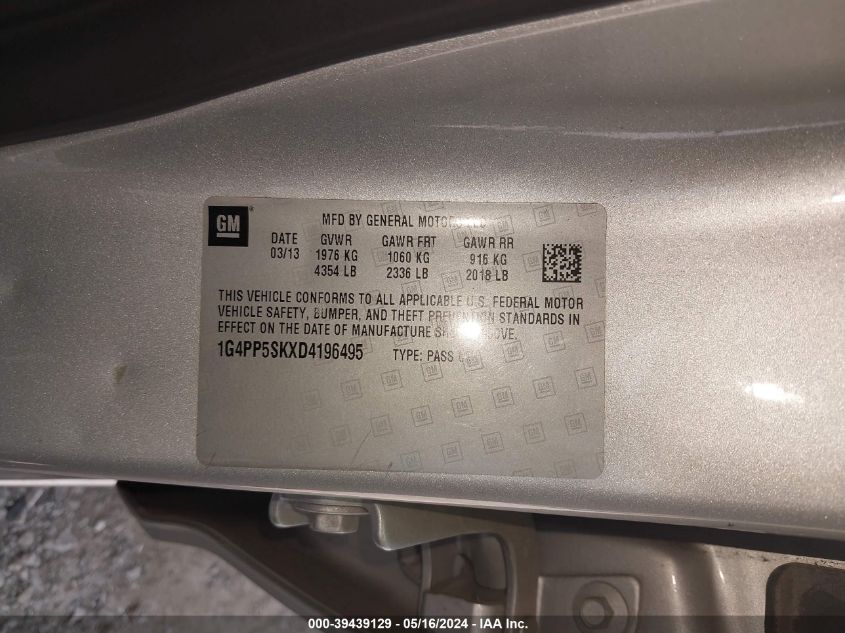 GM
MFD BY GENERAL MOTORS
DATE GVWR GAWR FRT GAWR RR
03/13 1976 KG 1060 KG 916 KG
4354 LB 2336 LB 2018 LB
THIS VEHICLE CONFORMS TO ALL APPLICABLE U.S. FEDERAL MOTOR
VEHICLE SAFETY, BUMPER, AND THEFT PREVENTION STANDARDS IN
EFFECT ON THE DATE OF MANUFACTURE ABOVE.
1G4PP5SKXD4196495 TYPE: PASS
000-39439129 - 05/16/2024 - IAA Inc.